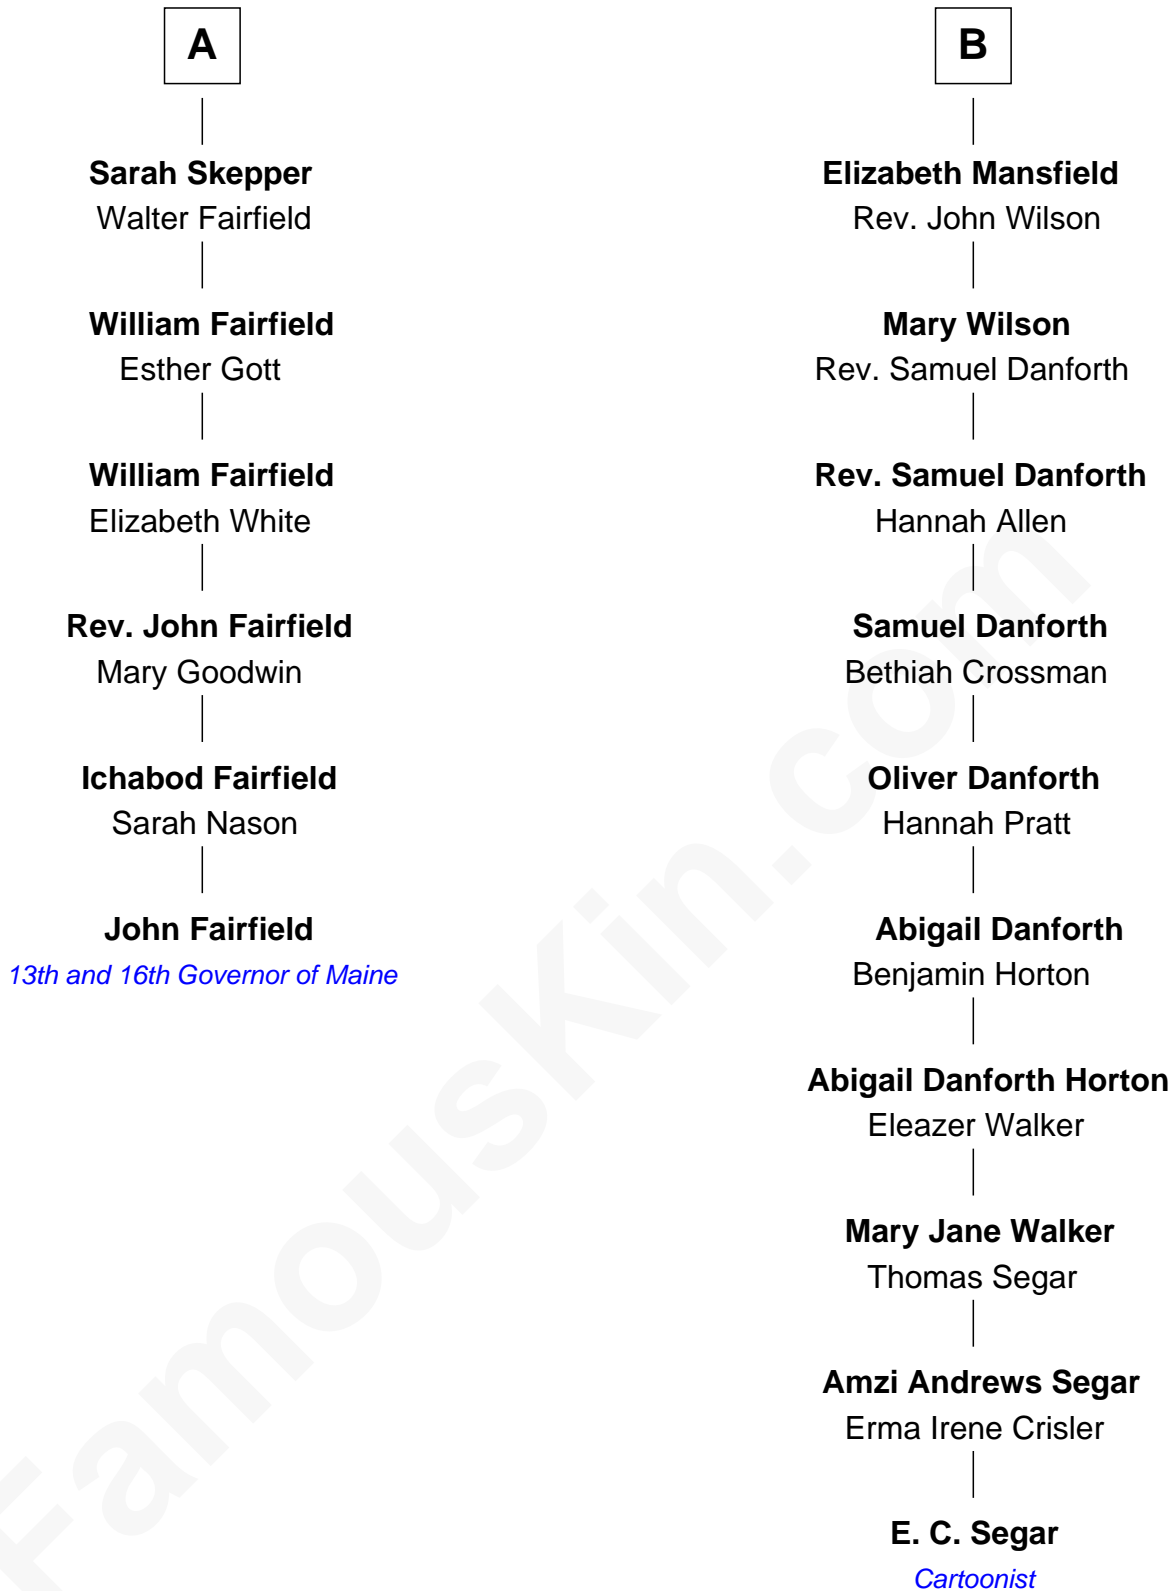 A
Sarah Skepper
Walter Fairfield
William Fairfield
Esther Gott
William Fairfield
Elizabeth White
Rev. John Fairfield
Mary Goodwin
Ichabod Fairfield
Sarah Nason
John Fairfield
13th and 16th Governor of Maine
B
Elizabeth Mansfield
Rev. John Wilson
Mary Wilson
Rev. Samuel Danforth
Rev. Samuel Danforth
Hannah Allen
Samuel Danforth
Bethiah Crossman
Oliver Danforth
Hannah Pratt
Abigail Danforth
Benjamin Horton
Abigail Danforth Horton
Eleazer Walker
Mary Jane Walker
Thomas Segar
Amzi Andrews Segar
Erma Irene Crisler
E. C. Segar
Cartoonist
FamousKin.com